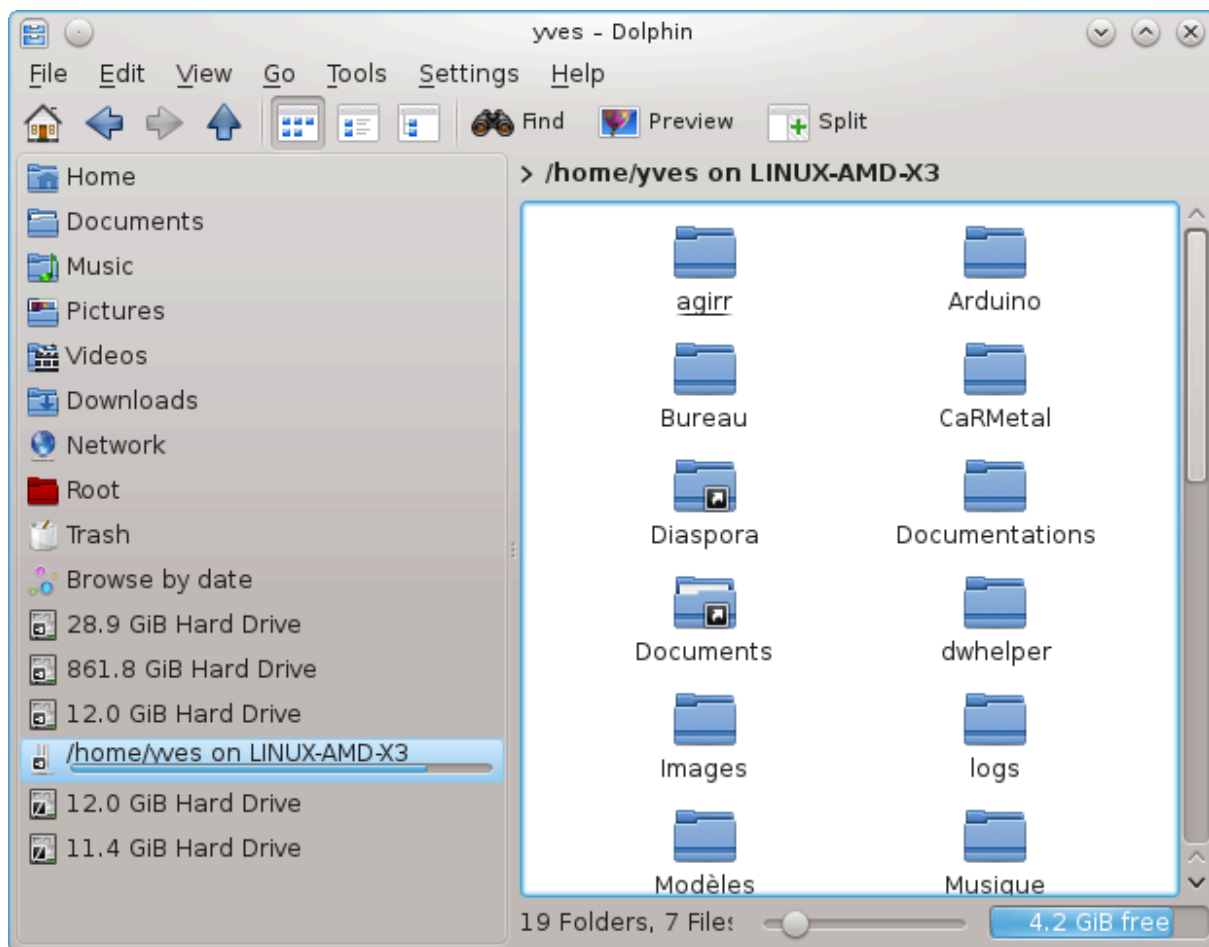 yves – Dolphin
File Edit View Go Tools Settings Help
Find Preview Split
Home
Documents
Music
Pictures
Videos
Downloads
Network
Root
Trash
Browse by date
28.9 GiB Hard Drive
861.8 GiB Hard Drive
12.0 GiB Hard Drive
/home/yves on LINUX-AMD-X3
12.0 GiB Hard Drive
11.4 GiB Hard Drive
> /home/yves on LINUX-AMD-X3
agirr Arduino
Bureau CaRMetal
Diaspora Documentations
Documents dwhelper
Images logs
Modèles Musique
19 Folders, 7 Files
4.2 GiB free